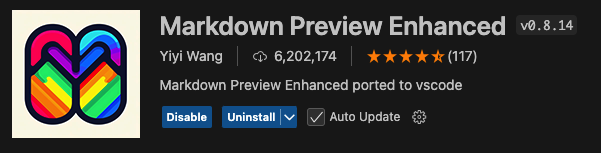 Markdown Preview Enhanced v0.8.14
Yiyi Wang 6,202,174 (117)
Markdown Preview Enhanced ported to vscode
Disable Uninstall Auto Update